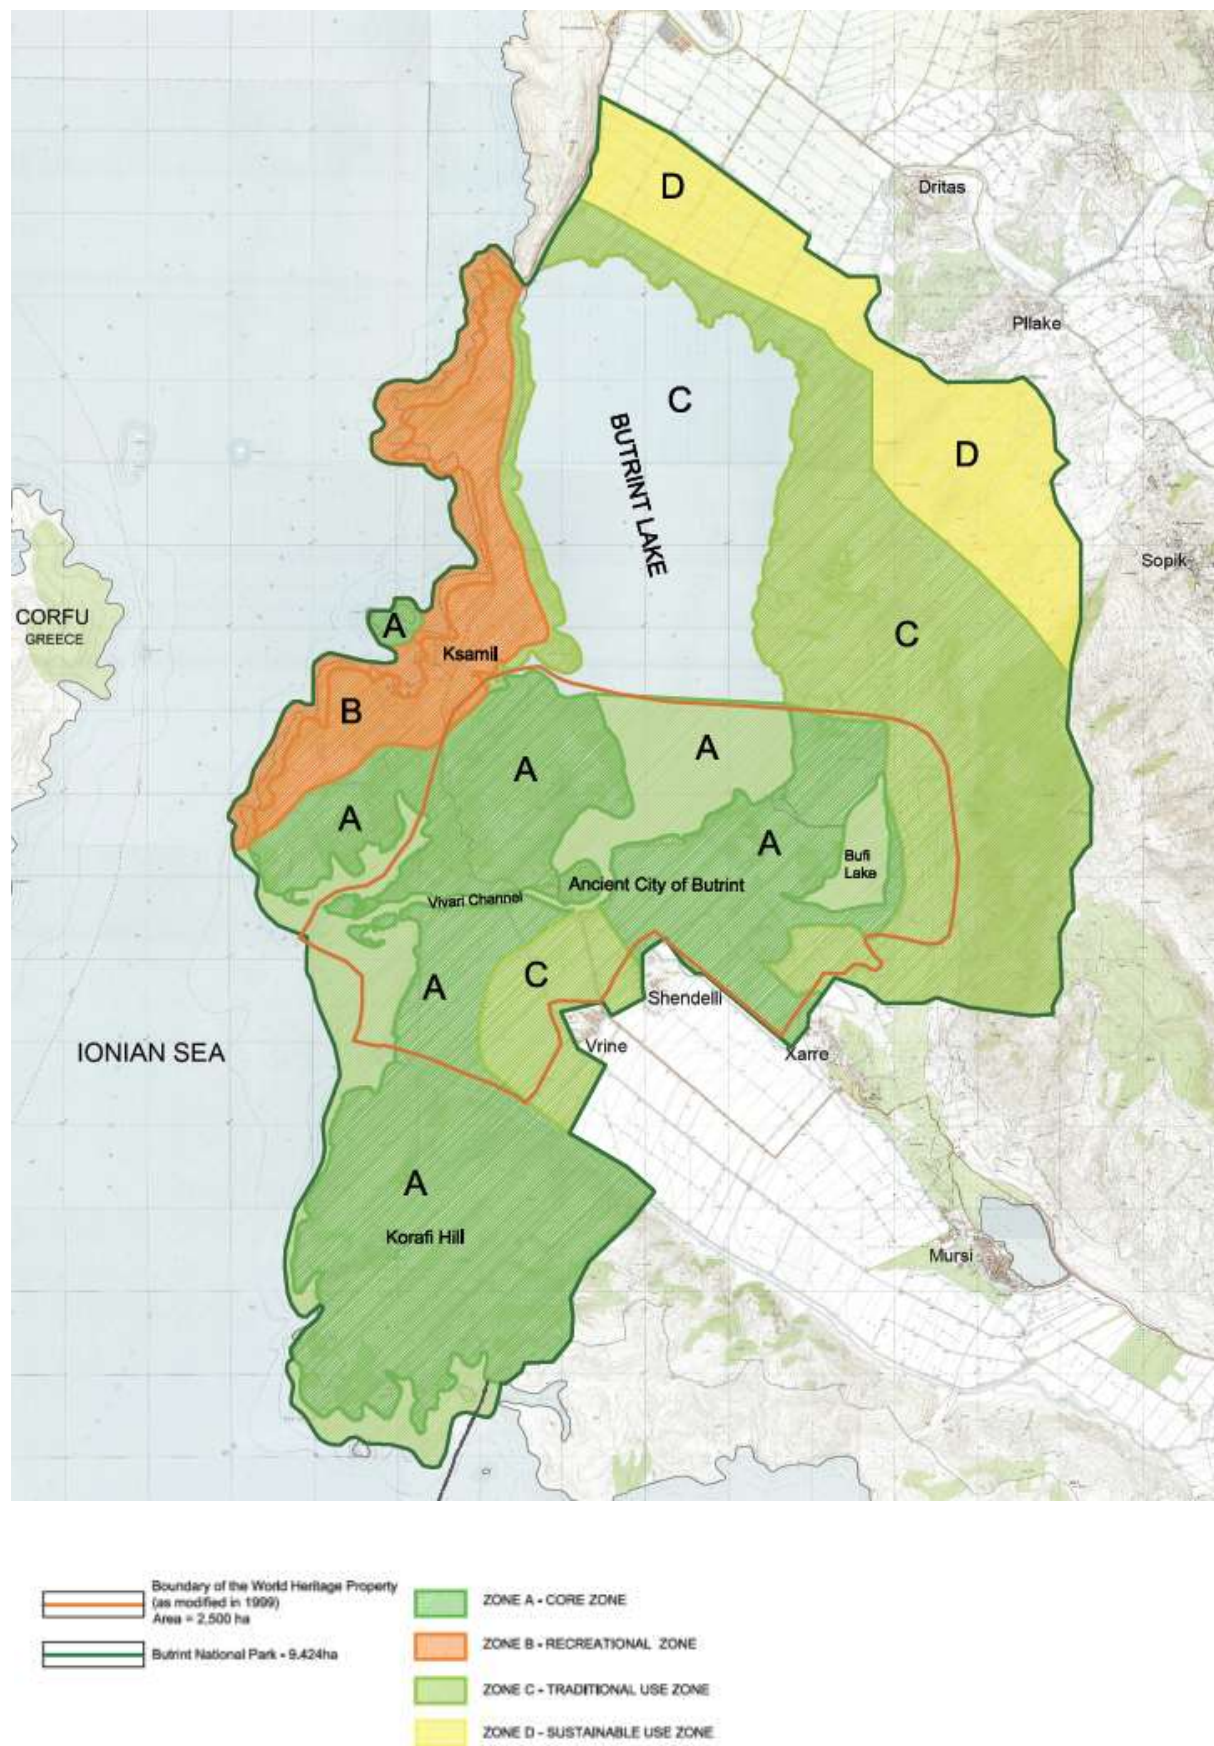 D
Dritas
Pllake
C
BUTRINT LAKE
D
Sopik
CORFU
GREECE
A
C
Ksamil
B
A
A
A
A
Bufi
Lake
Ancient City of Butrint
Vivari Channel
A
C
Shendelli
Vrine
Xarre
IONIAN SEA
A
Korafi Hill
Mursi
Boundary of the World Heritage Property
(as modified in 1999)
Area = 2,500 ha
Butrint National Park - 9.424ha
ZONE A - CORE ZONE
ZONE B - RECREATIONAL ZONE
ZONE C - TRADITIONAL USE ZONE
ZONE D - SUSTAINABLE USE ZONE